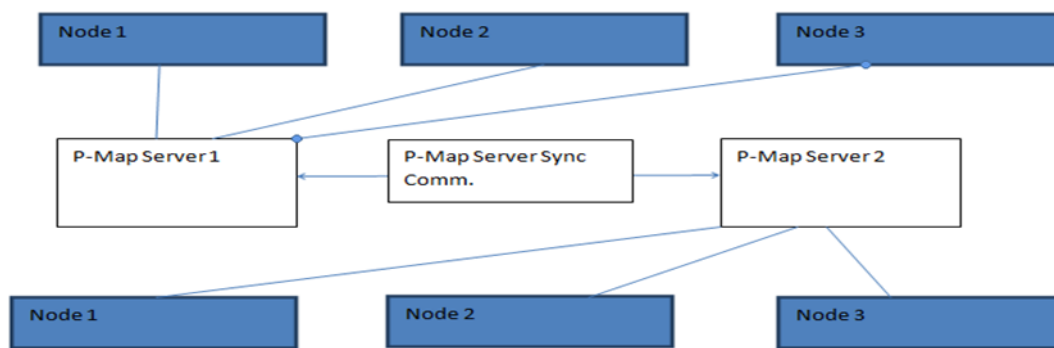 Node 1
Node 2
Node 3
P-Map Server 1
P-Map Server Sync
Comm.
P-Map Server 2
Node 1
Node 2
Node 3